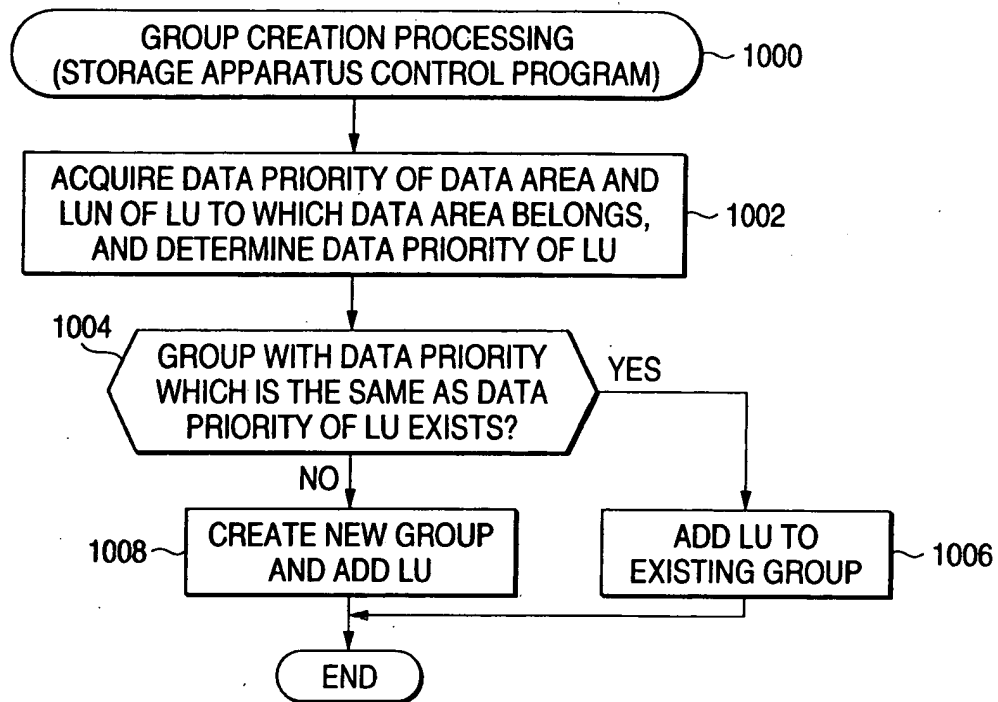 GROUP CREATION PROCESSING
(STORAGE APPARATUS CONTROL PROGRAM)
1000
ACQUIRE DATA PRIORITY OF DATA AREA AND
LUN OF LU TO WHICH DATA AREA BELONGS,
AND DETERMINE DATA PRIORITY OF LU
1002
1004
GROUP WITH DATA PRIORITY
WHICH IS THE SAME AS DATA
PRIORITY OF LU EXISTS?
YES
NO
1008
CREATE NEW GROUP
AND ADD LU
ADD LU TO
EXISTING GROUP
1006
END